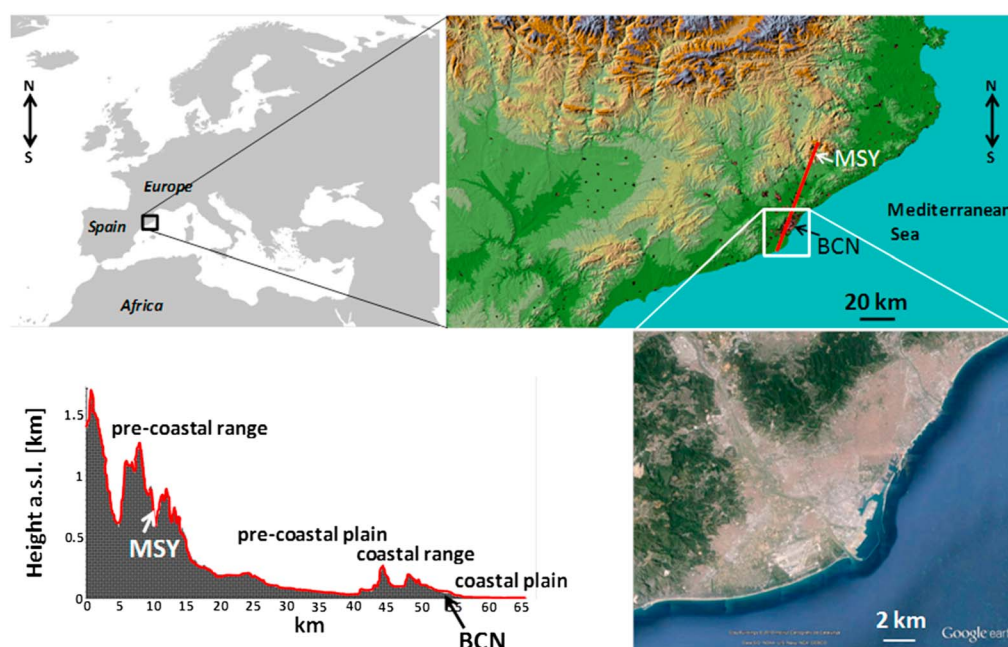 N
S
Europe
Spain
Africa
N
S
MSY
Mediterranean
Sea
BCN
20 km
Height a.s.l. [km]
1.5
1
0.5
0
pre-coastal range
MSY
pre-coastal plain
coastal range
coastal plain
0 5 10 15 20 25 30 35 40 45 50 55 60 65
km
BCN
2 km
Google eart